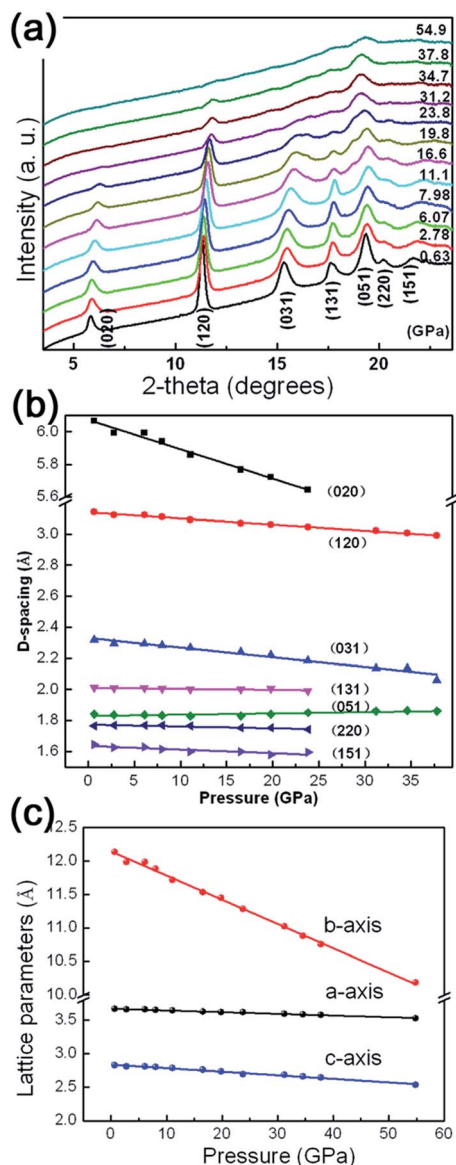 (a)
54.9
37.8
34.7
31.2
23.8
19.8
16.6
11.1
7.98
6.07
2.78
0.63
(GPa)
(020)
(120)
(031)
(131)
(051)
(220)
(151)
Intensity (a. u.)
5 10 15 20
2-theta (degrees)
(b)
6.0
5.8
5.6
3.0
2.4
2.2
2.0
1.8
1.6
D-spacing (Å)
(020)
(120)
(031)
(131)
(051)
(220)
(151)
0 5 10 15 20 25 30 35
Pressure (GPa)
(c)
12.5
12.0
11.5
11.0
10.5
10.0
3.5
3.0
2.5
2.0
Lattice parameters (Å)
b-axis
a-axis
c-axis
0 10 20 30 40 50 60
Pressure (GPa)